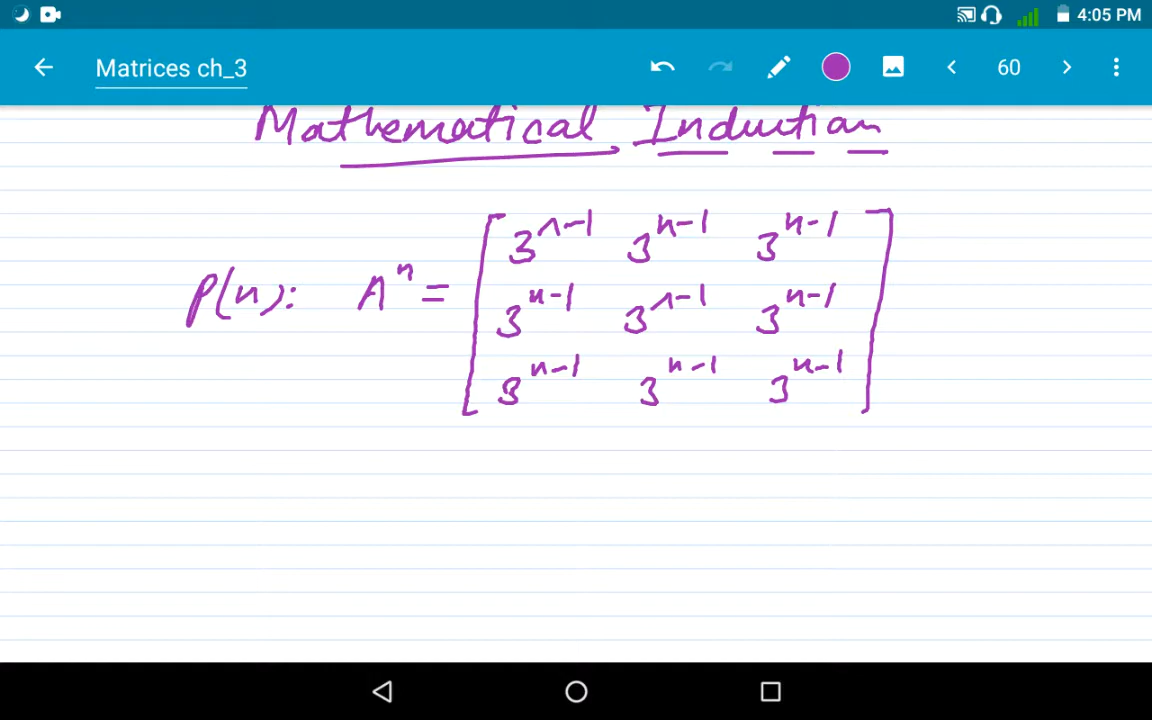 4:05 PM
Matrices ch_3
60
Mathematical Induction
P(n): A^n = [ 3^n-1 3^n-1 3^n-1
3^n-1 3^n-1 3^n-1
3^n-1 3^n-1 3^n-1 ]